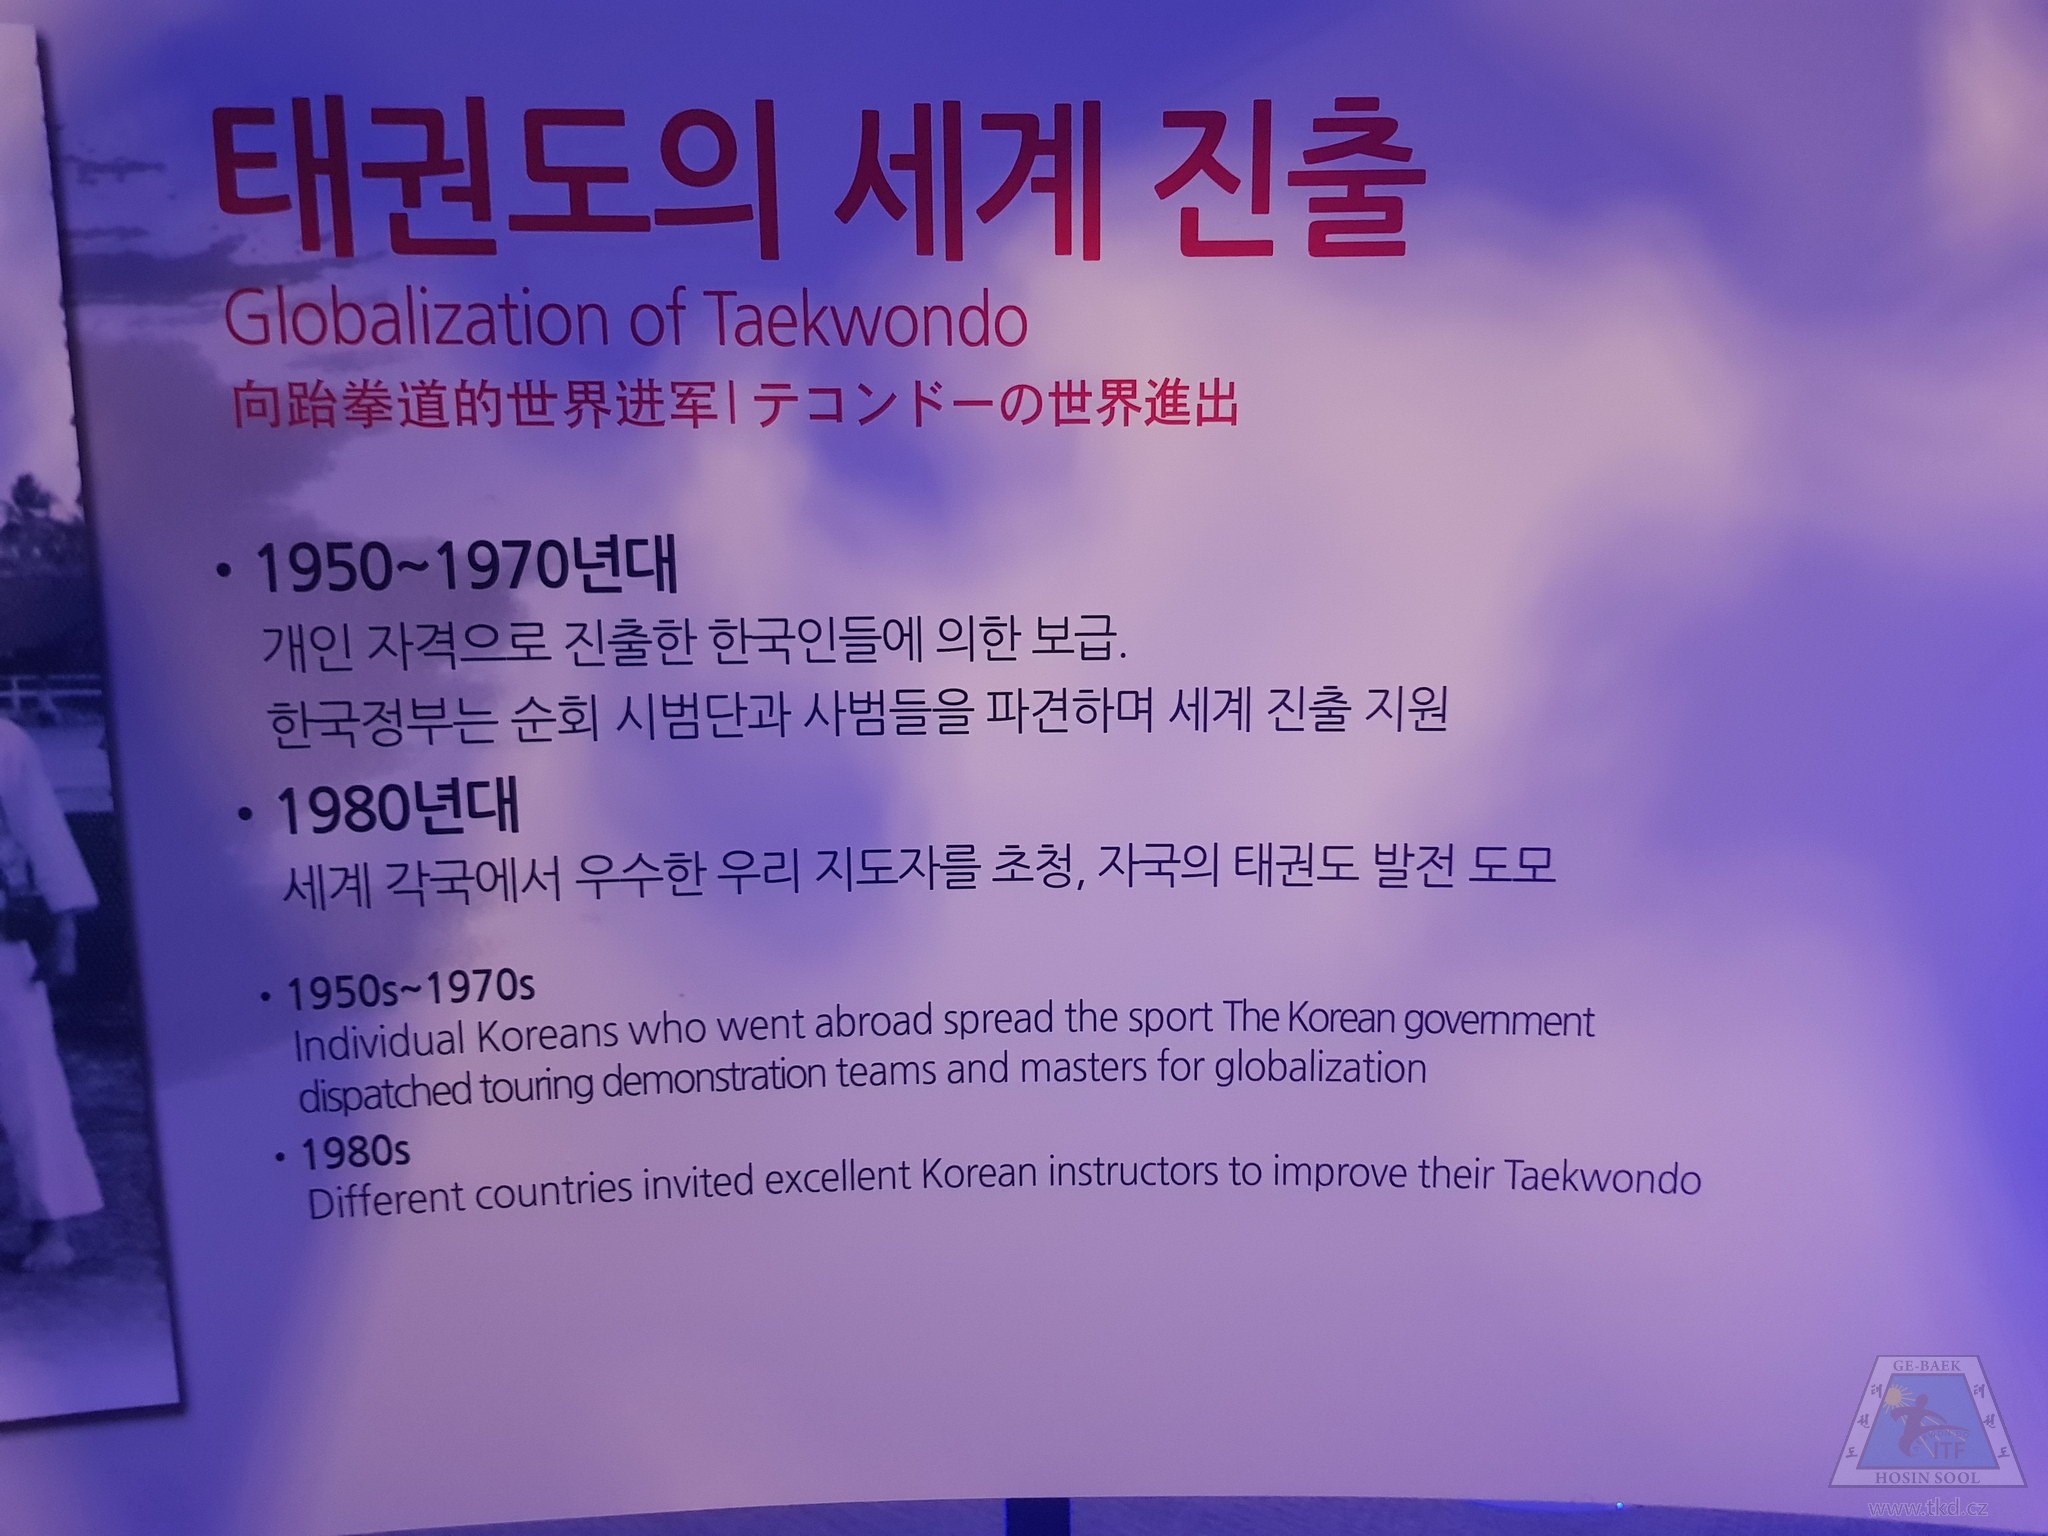 태권도의 세계 진출
Globalization of Taekwondo
向跆拳道的世界进军 | テコンドーの世界進出
• 1950~1970년대
개인 자격으로 진출한 한국인들에 의한 보급.
한국정부는 순회 시범단과 사범들을 파견하며 세계 진출 지원
• 1980년대
세계 각국에서 우수한 우리 지도자를 초청, 자국의 태권도 발전 도모
• 1950s~1970s
Individual Koreans who went abroad spread the sport The Korean government
dispatched touring demonstration teams and masters for globalization
• 1980s
Different countries invited excellent Korean instructors to improve their Taekwondo
GE-BAEK
ITF
HOSIN SOOL
www.tkd.cz